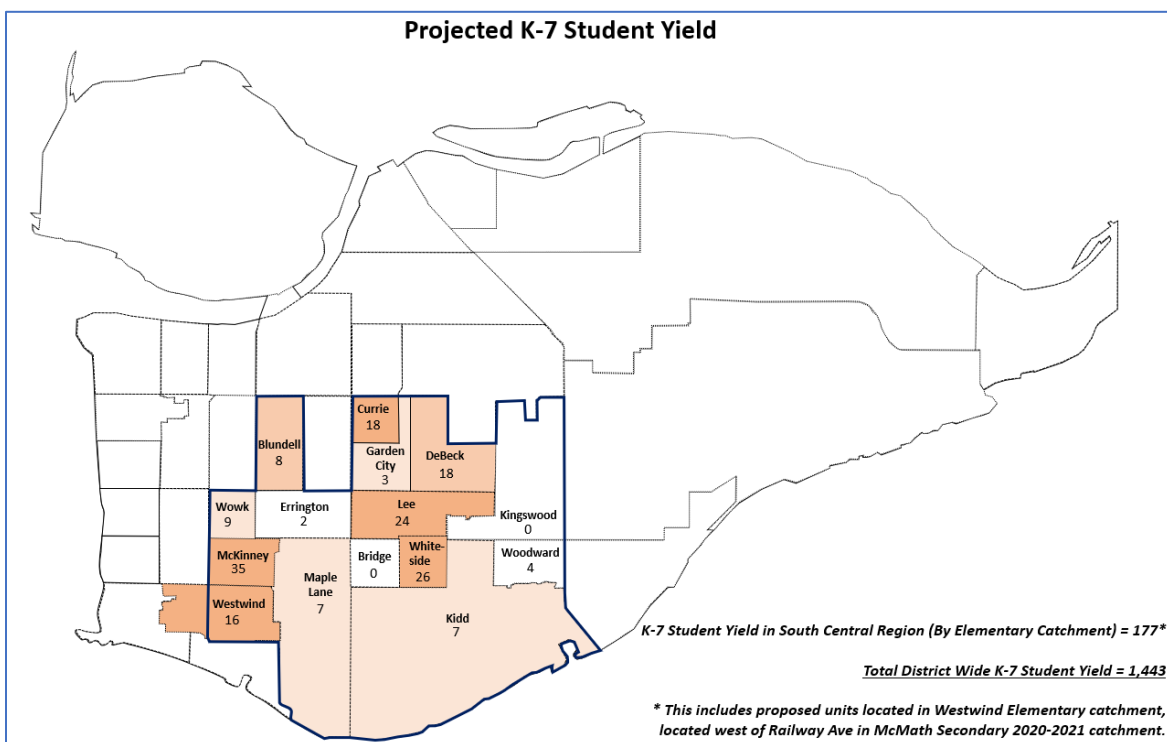 Projected K-7 Student Yield
Currie
18
Blundell
8
Garden
City
3
DeBeck
18
Wowk
9
Errington
2
Lee
24
Kingswood
0
McKinney
35
Bridge
0
White-
side
26
Woodward
4
Maple
Lane
7
Westwind
16
Kidd
7
K-7 Student Yield in South Central Region (By Elementary Catchment) = 177*
Total District Wide K-7 Student Yield = 1,443
* This includes proposed units located in Westwind Elementary catchment,
located west of Railway Ave in McMath Secondary 2020-2021 catchment.